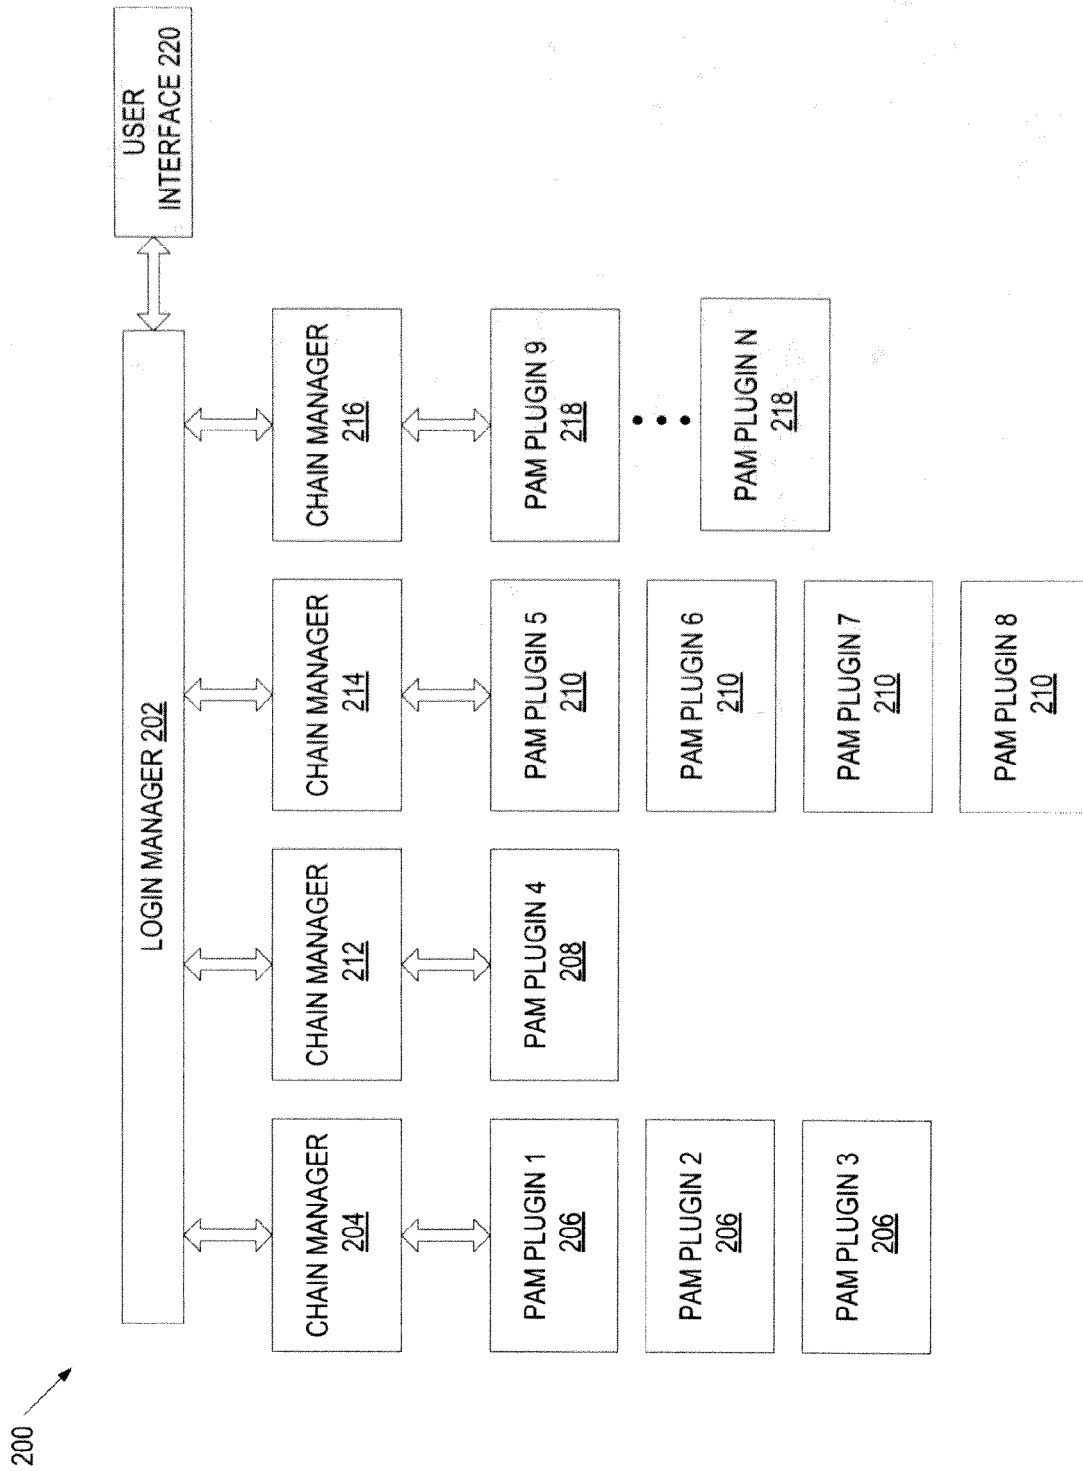 200
LOGIN MANAGER 202
USER
INTERFACE 220
CHAIN MANAGER
204
CHAIN MANAGER
212
CHAIN MANAGER
214
CHAIN MANAGER
216
PAM PLUGIN 1
206
PAM PLUGIN 4
208
PAM PLUGIN 5
210
PAM PLUGIN 9
218
PAM PLUGIN 2
206
PAM PLUGIN 6
210
PAM PLUGIN N
218
PAM PLUGIN 3
206
PAM PLUGIN 7
210
PAM PLUGIN 8
210